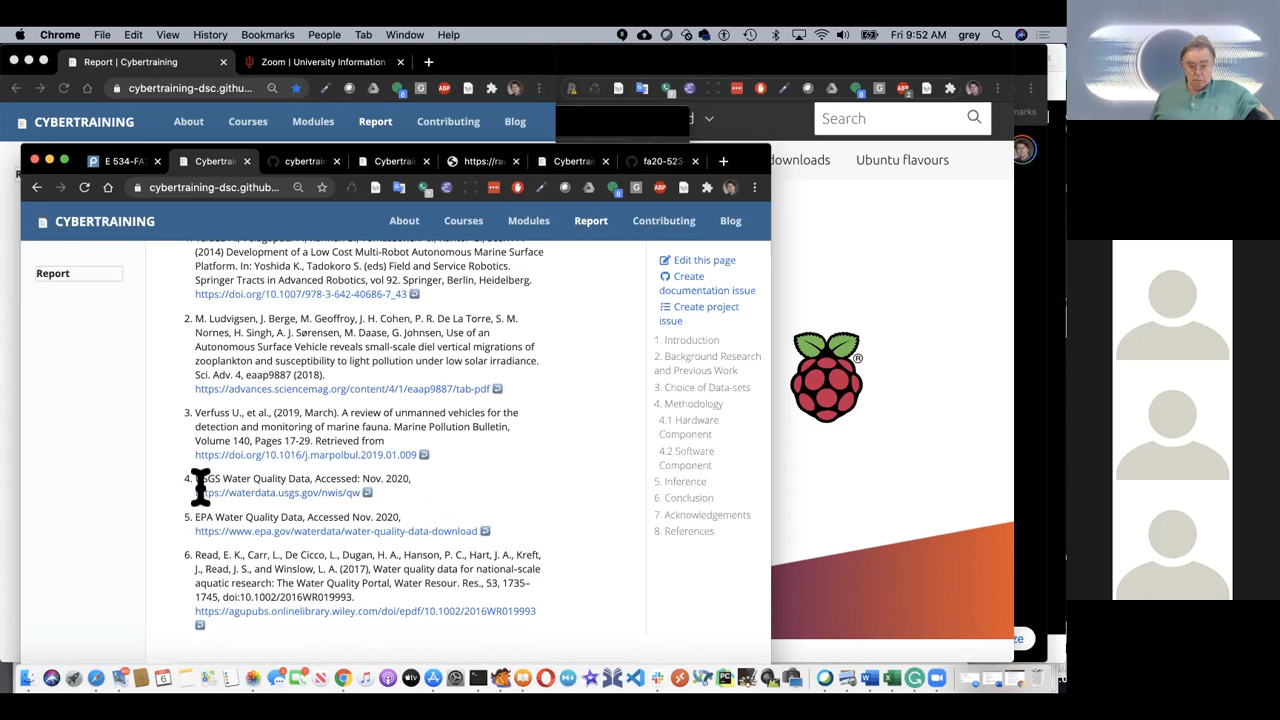 Chrome File Edit View History Bookmarks People Tab Window Help Fri 9:52 AM grey
Report | Cybertraining Zoom | University Information
cybertraining-dsc.githu...
CYBERTRAINING About Courses Modules Report Contributing Blog
Search
downloads Ubuntu flavours
E 534-FA Cybertrain cybertrain Cybertrain https://ra Cybertrain fa20-523
cybertraining-dsc.github...
CYBERTRAINING About Courses Modules Report Contributing Blog
Report
(2014) Development of a Low Cost Multi-Robot Autonomous Marine Surface
Platform. In: Yoshida K., Tadokoro S. (eds) Field and Service Robotics.
Springer Tracts in Advanced Robotics, vol 92. Springer, Berlin, Heidelberg.
https://doi.org/10.1007/978-3-642-40686-7_43
2. M. Ludvigsen, J. Berge, M. Geoffroy, J. H. Cohen, P. R. De La Torre, S. M.
Nornes, H. Singh, A. J. Sørensen, M. Daase, G. Johnsen, Use of an
Autonomous Surface Vehicle reveals small-scale diel vertical migrations of
zooplankton and susceptibility to light pollution under low solar irradiance.
Sci. Adv. 4, eaap9887 (2018).
https://advances.sciencemag.org/content/4/1/eaap9887/tab-pdf
3. Verfuss U., et al., (2019, March). A review of unmanned vehicles for the
detection and monitoring of marine fauna. Marine Pollution Bulletin,
Volume 140, Pages 17-29. Retrieved from
https://doi.org/10.1016/j.marpolbul.2019.01.009
4. USGS Water Quality Data, Accessed: Nov. 2020,
https://waterdata.usgs.gov/nwis/qw
5. EPA Water Quality Data, Accessed Nov. 2020,
https://www.epa.gov/waterdata/water-quality-data-download
6. Read, E. K., Carr, L., De Cicco, L., Dugan, H. A., Hanson, P. C., Hart, J. A., Kreft,
J., Read, J. S., and Winslow, L. A. (2017), Water quality data for national-scale
aquatic research: The Water Quality Portal, Water Resour. Res., 53, 1735–
1745, doi:10.1002/2016WR019993.
https://agupubs.onlinelibrary.wiley.com/doi/epdf/10.1002/2016WR019993
Edit this page
Create
documentation issue
Create project
issue
1. Introduction
2. Background Research
and Previous Work
3. Choice of Data-sets
4. Methodology
4.1 Hardware
Component
4.2 Software
Component
5. Inference
6. Conclusion
7. Acknowledgements
8. References